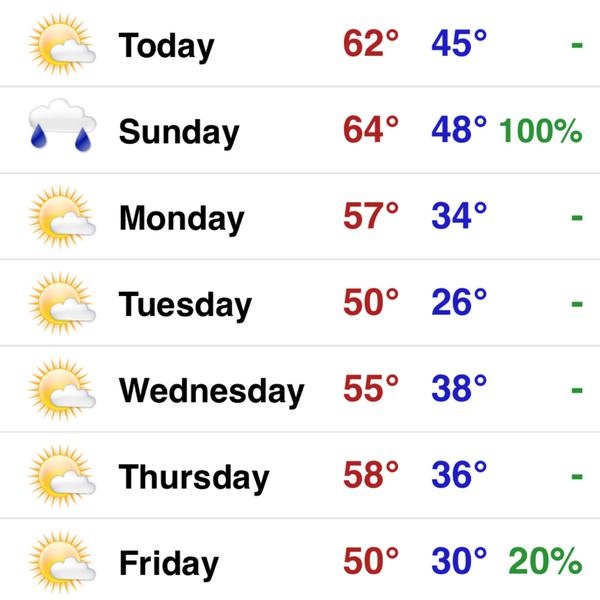 Today 62° 45° -
Sunday 64° 48° 100%
Monday 57° 34° -
Tuesday 50° 26° -
Wednesday 55° 38° -
Thursday 58° 36° -
Friday 50° 30° 20%